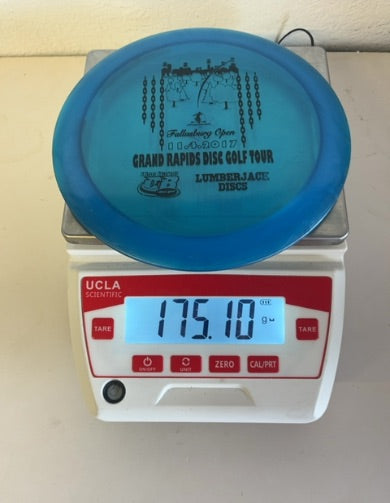 Fallasburg Open
11.5.2017
GRAND RAPIDS DISC GOLF TOUR
LUMBERJACK
DISCS
UCLA
SCIENTIFIC
175.10
g
TARE
TARE
ON/OFF
UNIT
ZERO
CAL/PRT